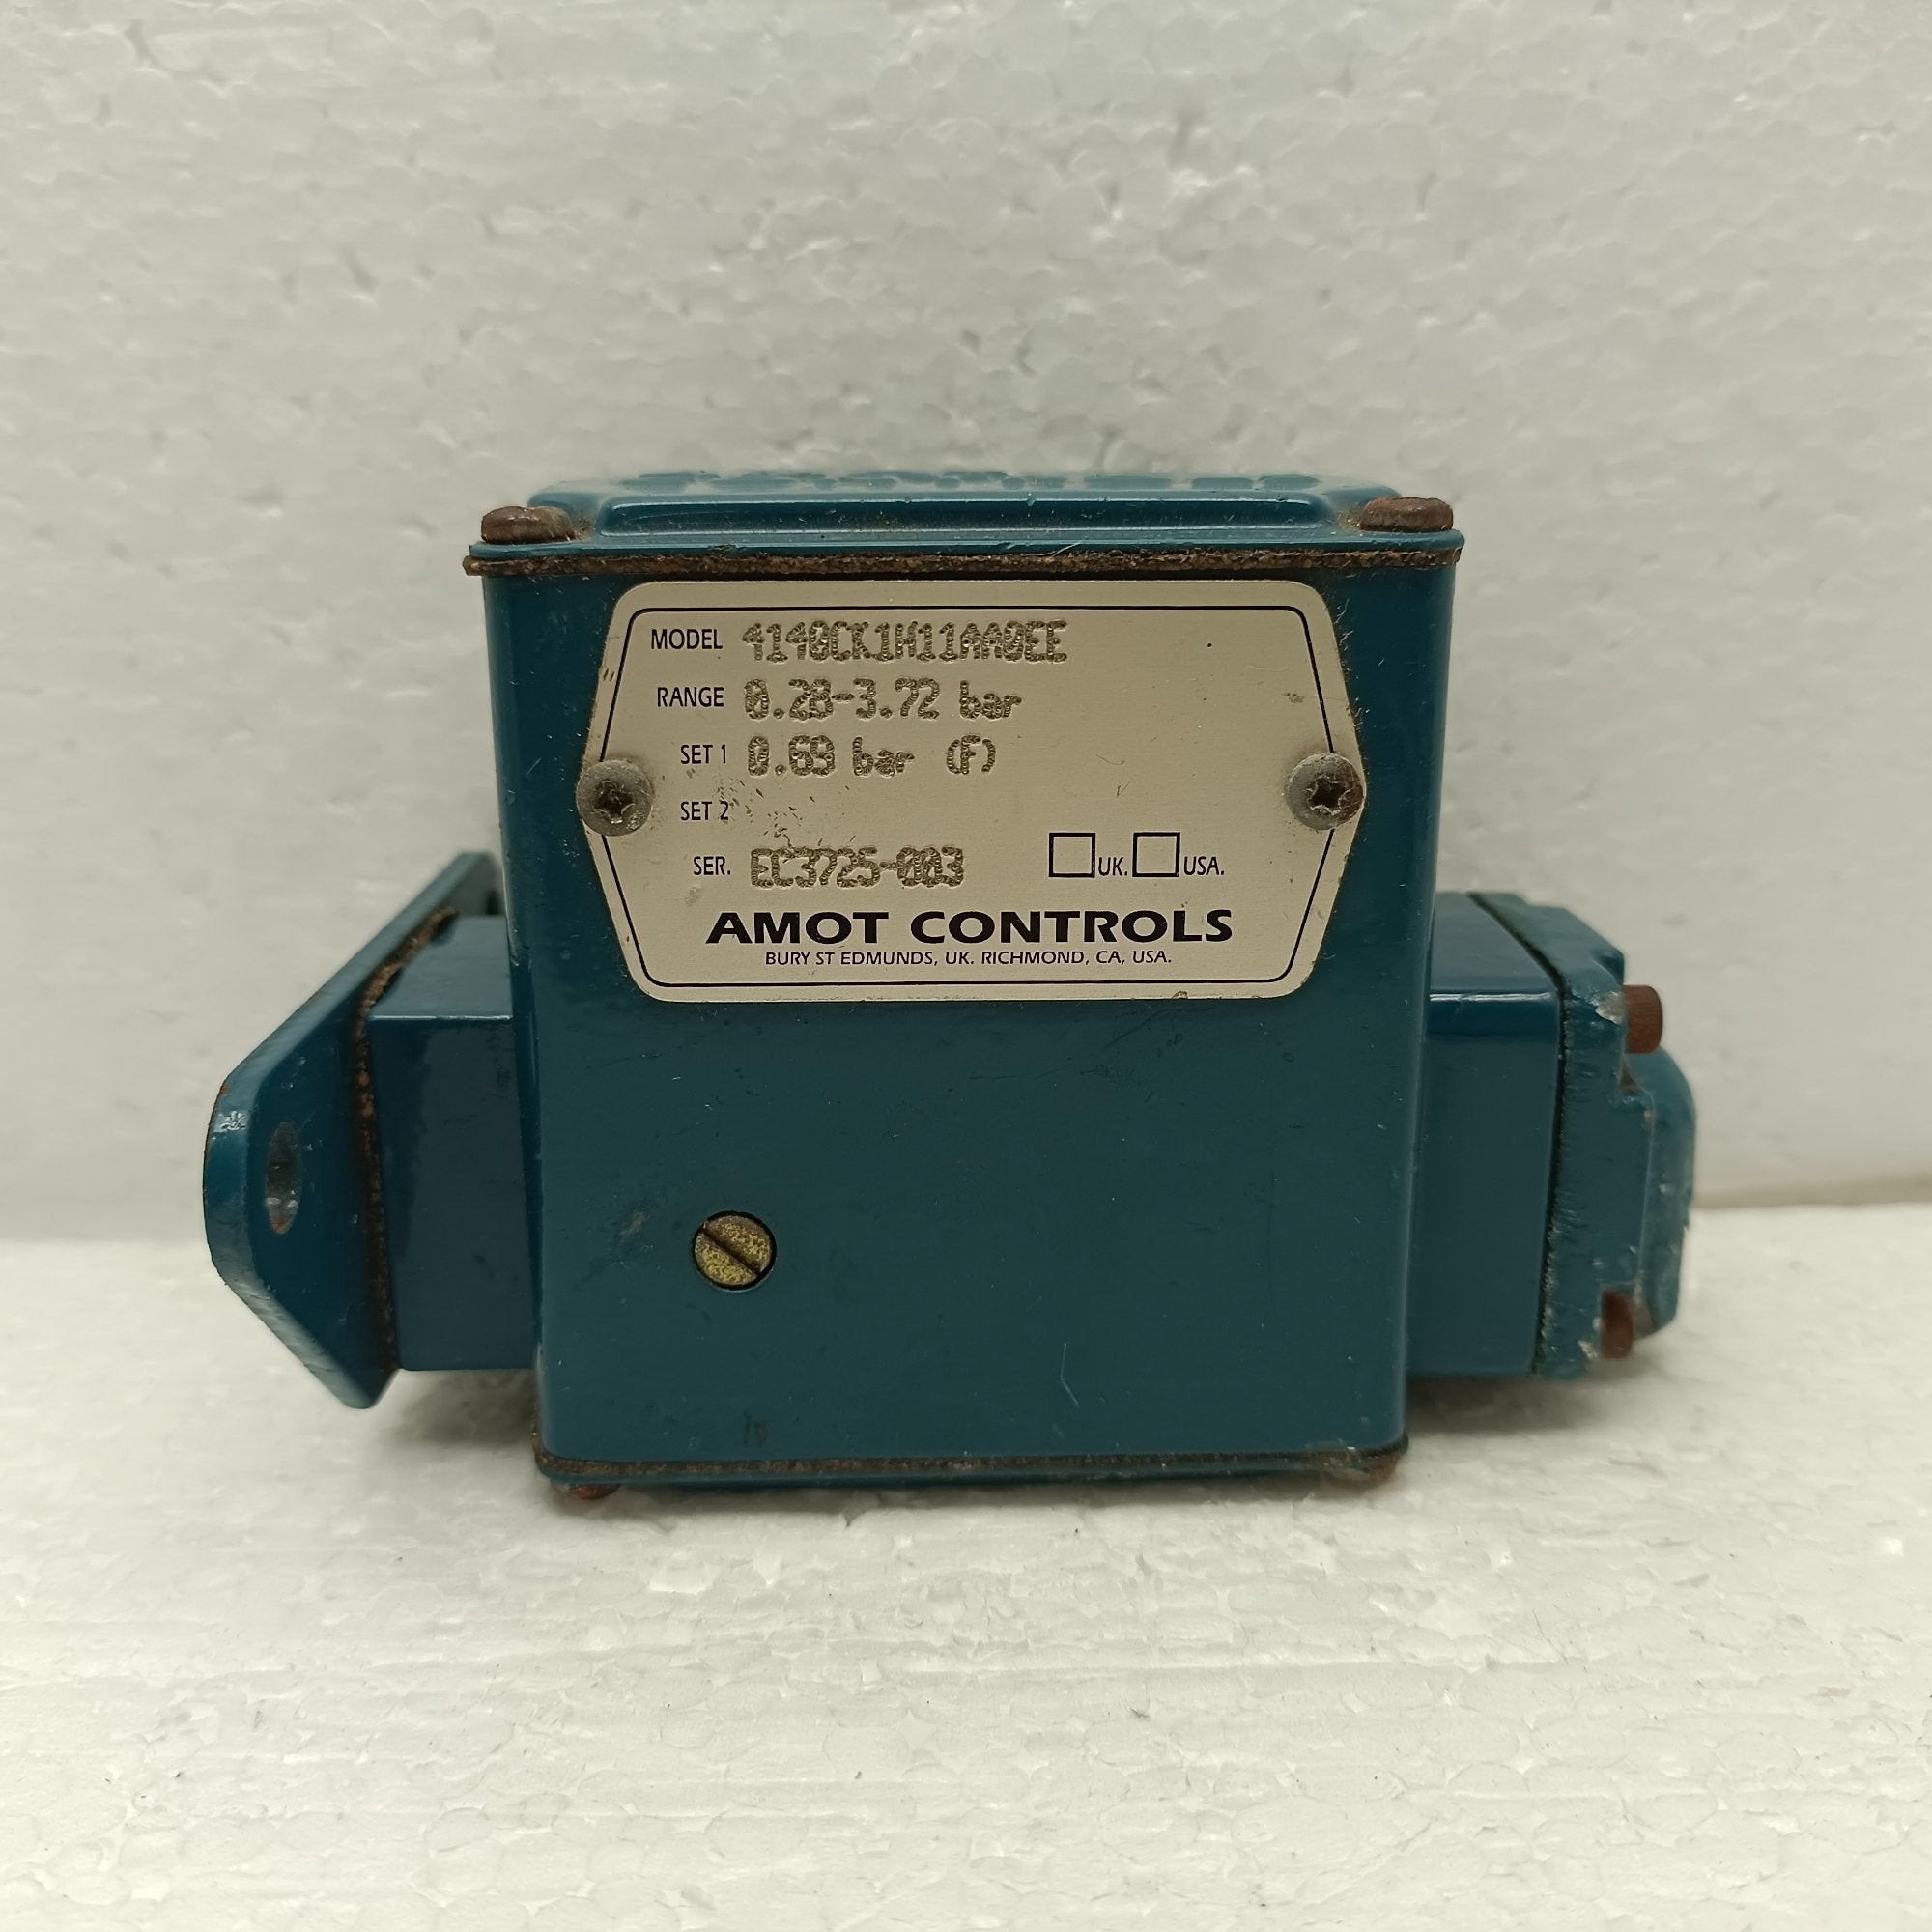 MODEL 4140CK1H11AA0EE
RANGE 0.28-3.72 bar
SET 1 0.69 bar (F)
SET 2
SER. EC3725-003 UK. USA.
AMOT CONTROLS
BURY ST EDMUNDS, UK. RICHMOND, CA, USA.